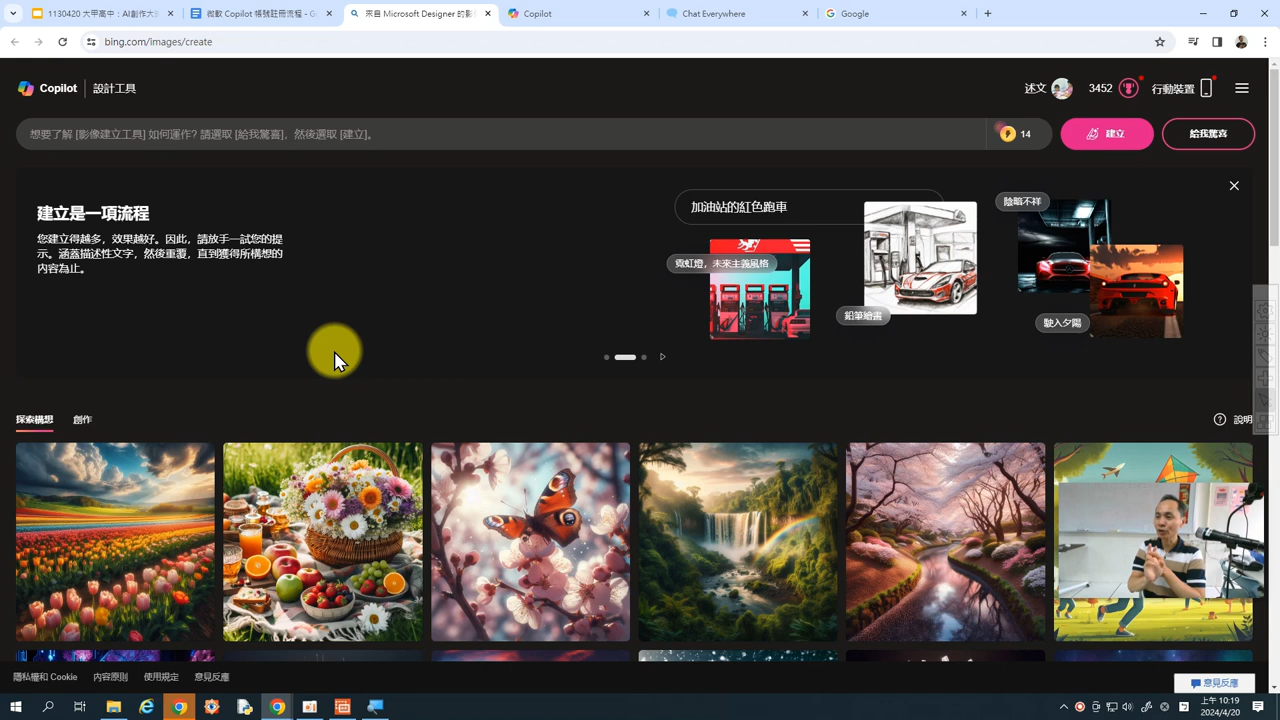 1130420 大甲高中：AI創作大
微軟 Copilot 帳號註冊流程 - G
來自 Microsoft Designer 的影
Copilot
Chat Everywhere
Google
bing.com/images/create
Copilot
設計工具
述文
3452
行動裝置
想要了解 [影像建立工具] 如何運作? 請選取 [給我驚喜]，然後選取 [建立]。
14
建立
給我驚喜
建立是一項流程
您建立得越多，效果越好。因此，請放手一試您的提
示。涵蓋描述性文字，然後重覆，直到獲得所構想的
內容為止。
加油站的紅色跑車
霓虹燈，未來主義風格
鉛筆繪畫
陰暗不祥
駛入夕陽
探索構想
創作
說明
隱私權和 Cookie
內容原則
使用規定
意見反應
意見反應
上午 10:19
2024/4/20